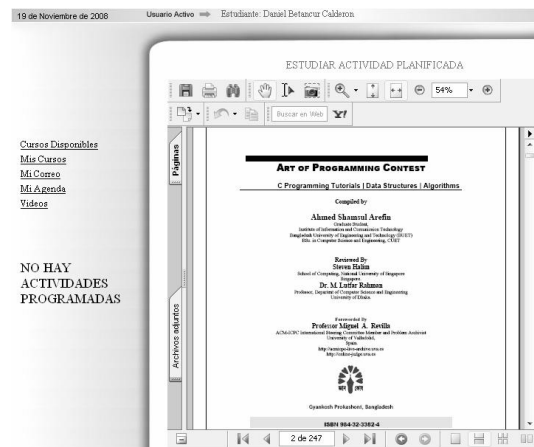 19 de Noviembre de 2008
Usuario Activo
Estudiante: Daniel Betancur Calderon
ESTUDIAR ACTIVIDAD PLANIFICADA
54%
Buscar en Web
Y!
Cursos Disponibles
Mis Cursos
Mi Correo
Mi Agenda
Videos
NO HAY
ACTIVIDADES
PROGRAMADAS
Páginas
Archivos adjuntos
ART OF PROGRAMMING CONTEST
C Programming Tutorials | Data Structures | Algorithms
Compiled by
Ahmed Shamsul Arefin
Graduate Student,
Institute of Information and Communication Technology
Bangladesh University of Engineering and Technology (BUET)
BSc. in Computer Science and Engineering, CUET
Reviewed By
Steven Halim
School of Computing, National University of Singapore
Singapore
Dr. M. Lutfar Rahman
Professor, Department of Computer Science and Engineering
University of Dhaka
Forwarded By
Professor Miguel A. Revilla
ACM-ICPC International Steering Committee Member and Problem Archivist
University of Valladolid,
Spain
http://acmicpc-live-archive.uva.es
http://online-judge.uva.es
Gyankosh Prokashoni, Bangladesh
ISBN 984-32-3382-4
2 de 247